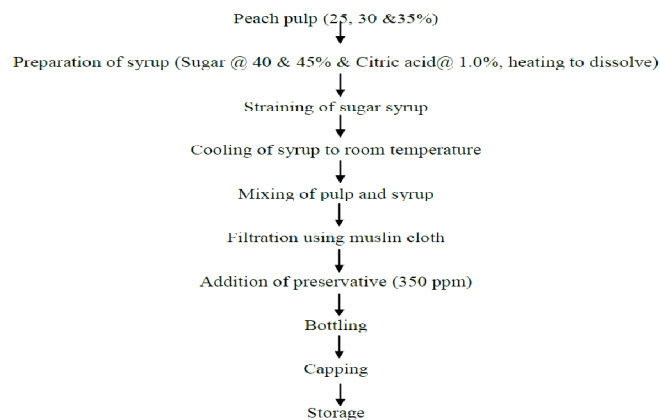 Peach pulp (25, 30 &35%)
Preparation of syrup (Sugar @ 40 & 45% & Citric acid@ 1.0%, heating to dissolve)
Straining of sugar syrup
Cooling of syrup to room temperature
Mixing of pulp and syrup
Filtration using muslin cloth
Addition of preservative (350 ppm)
Bottling
Capping
Storage